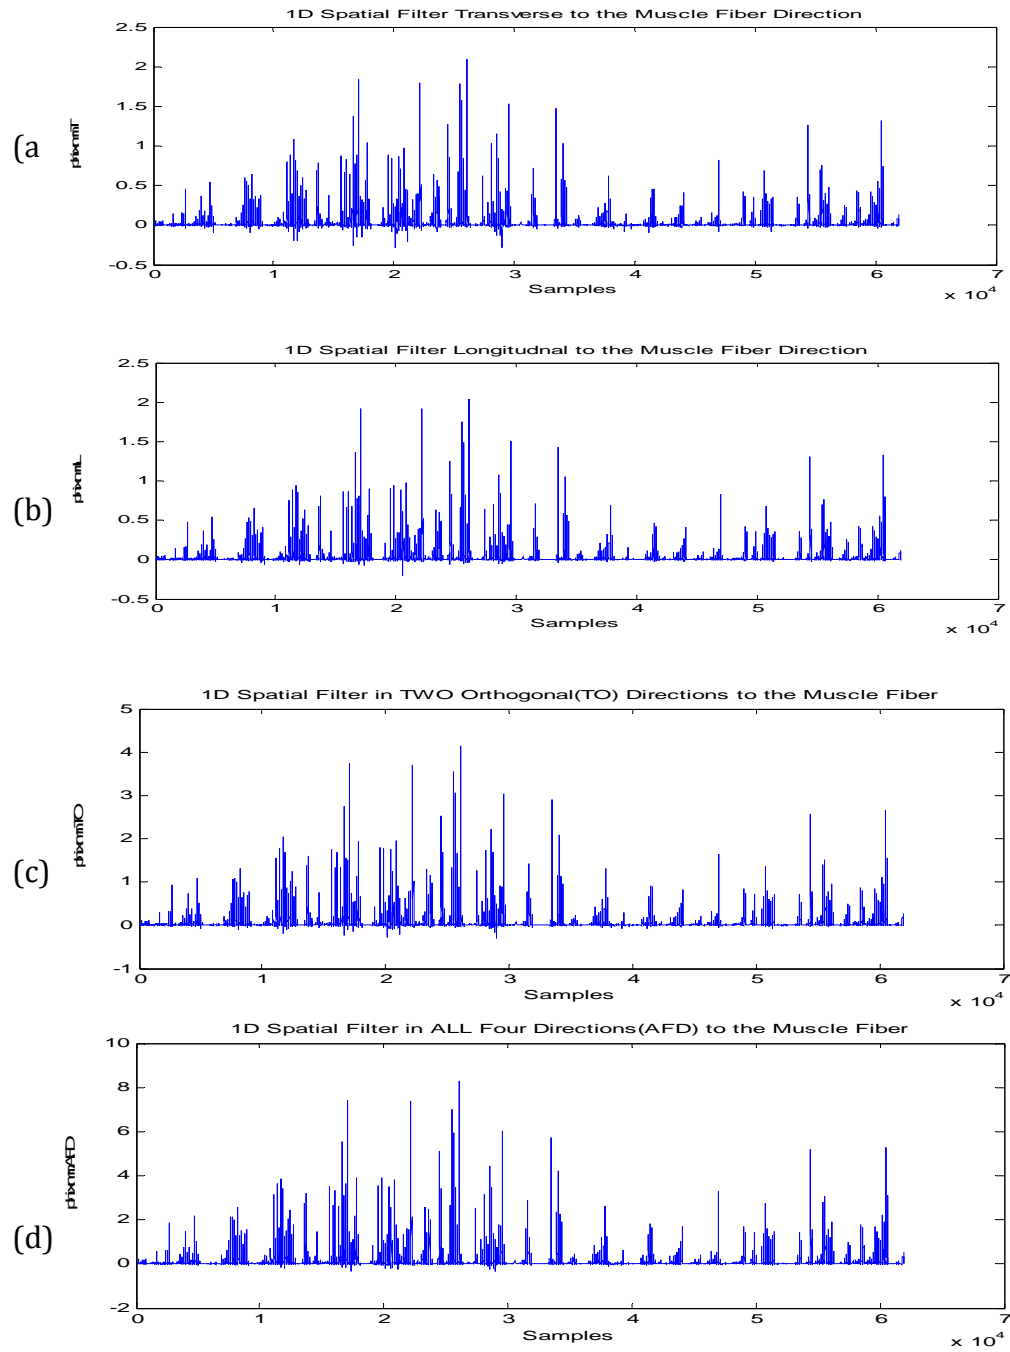 1D Spatial Filter Transverse to the Muscle Fiber Direction
2.5
2
1.5
1
0.5
0
-0.5
(a
0 1 2 3 4 5 6 7
Samples
x 10^4
1D Spatial Filter Longitudnal to the Muscle Fiber Direction
2.5
2
1.5
1
0.5
0
-0.5
(b)
0 1 2 3 4 5 6 7
Samples
x 10^4
1D Spatial Filter in TWO Orthogonal(TO) Directions to the Muscle Fiber
5
4
3
2
1
0
-1
(c)
0 1 2 3 4 5 6 7
Samples
x 10^4
1D Spatial Filter in ALL Four Directions(AFD) to the Muscle Fiber
10
8
6
4
2
0
-2
(d)
0 1 2 3 4 5 6 7
Samples
x 10^4